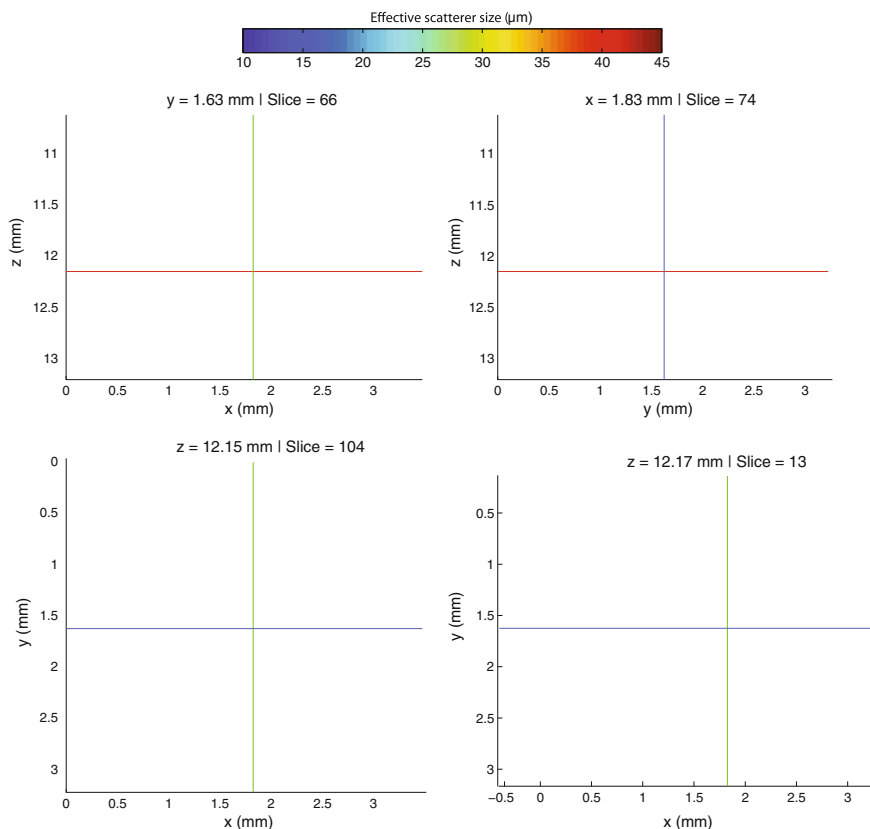 Effective scatterer size (µm)
10 15 20 25 30 35 40 45
y = 1.63 mm | Slice = 66
11
11.5
12
12.5
13
z (mm)
0 0.5 1 1.5 2 2.5 3
x (mm)
x = 1.83 mm | Slice = 74
11
11.5
12
12.5
13
z (mm)
0 0.5 1 1.5 2 2.5 3
y (mm)
z = 12.15 mm | Slice = 104
0
0.5
1
1.5
2
2.5
3
y (mm)
0 0.5 1 1.5 2 2.5 3
x (mm)
z = 12.17 mm | Slice = 13
0.5
1
1.5
2
2.5
3
y (mm)
−0.5 0 0.5 1 1.5 2 2.5 3
x (mm)